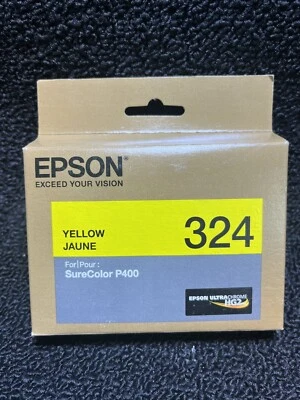 EPSON®
EXCEED YOUR VISION
YELLOW
JAUNE
324
For|Pour :
SureColor P400
EPSON ULTRACHROME
HG2